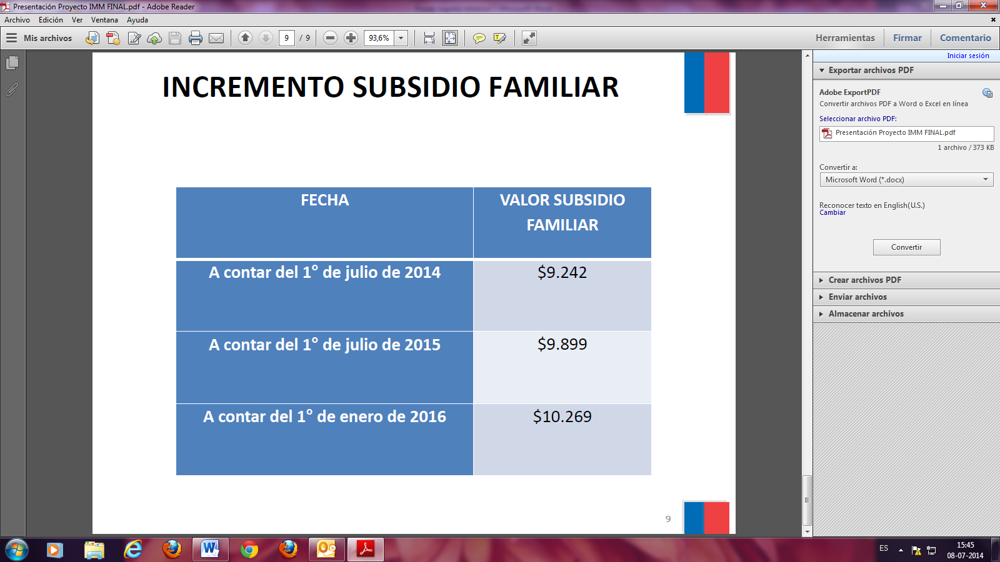 Presentación Proyecto IMM FINAL.pdf - Adobe Reader
Archivo Edición Ver Ventana Ayuda
Mis archivos 9 / 9 93,6% Herramientas Firmar Comentario
Iniciar sesión
INCREMENTO SUBSIDIO FAMILIAR
FECHA VALOR SUBSIDIO
FAMILIAR
A contar del 1° de julio de 2014 $9.242
A contar del 1° de julio de 2015 $9.899
A contar del 1° de enero de 2016 $10.269
9
Exportar archivos PDF
Adobe ExportPDF
Convertir archivos PDF a Word o Excel en línea
Seleccionar archivo PDF:
Presentación Proyecto IMM FINAL.pdf
1 archivo / 373 KB
Convertir a:
Microsoft Word (*.docx)
Reconocer texto en English(U.S.)
Cambiar
Convertir
Crear archivos PDF
Enviar archivos
Almacenar archivos
ES 15:45
08-07-2014